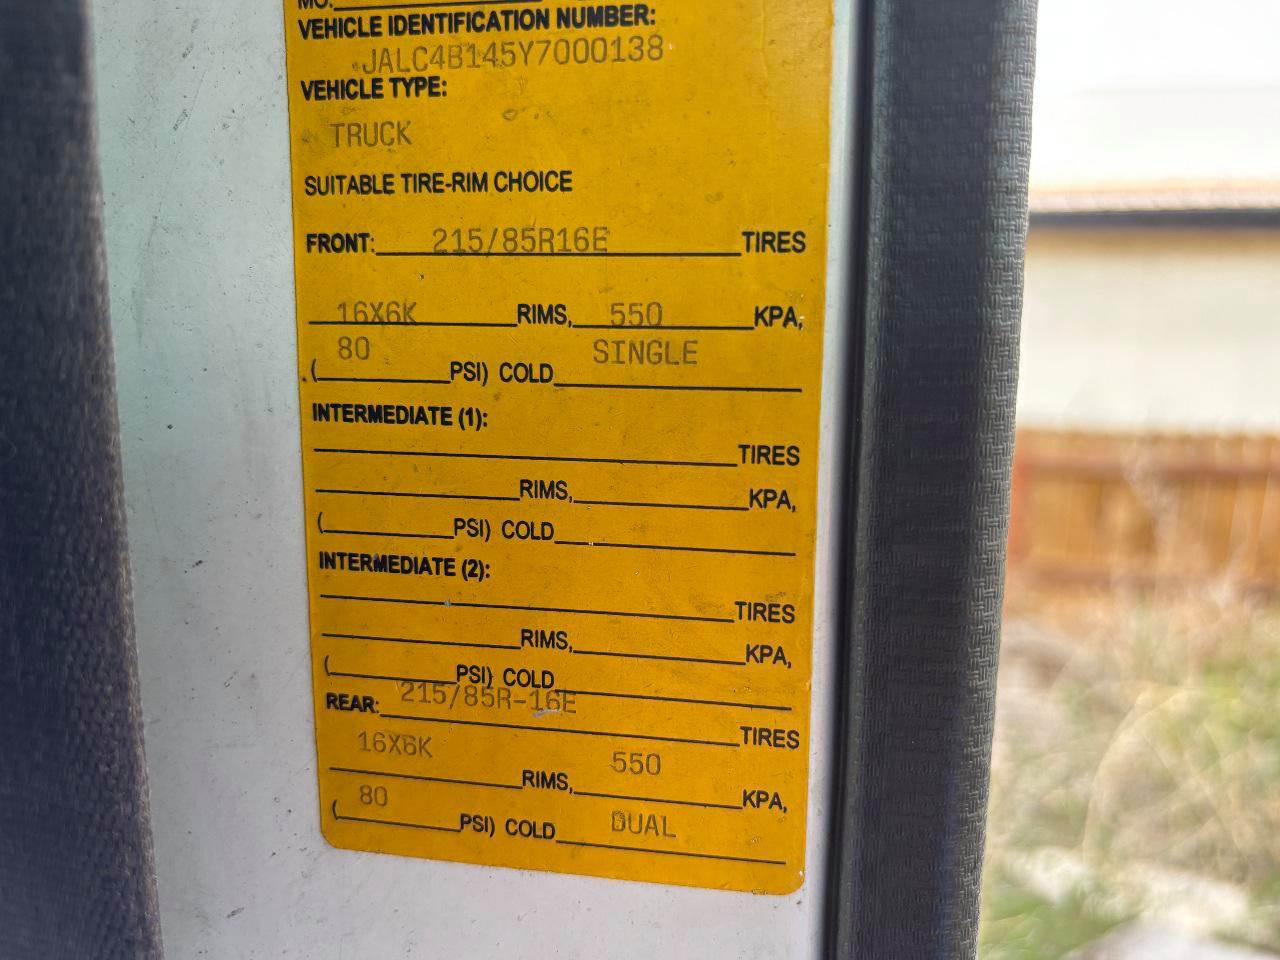 MO.
VEHICLE IDENTIFICATION NUMBER:
JALC4B145Y7000138
VEHICLE TYPE:
TRUCK
SUITABLE TIRE-RIM CHOICE
FRONT: 215/85R16E TIRES
16X6K RIMS, 550 KPA,
(80 PSI) COLD SINGLE
INTERMEDIATE (1):
TIRES
RIMS, KPA,
( PSI) COLD
INTERMEDIATE (2):
TIRES
RIMS, KPA,
( PSI) COLD
REAR: 215/85R-16E TIRES
16X6K RIMS, 550 KPA,
(80 PSI) COLD DUAL